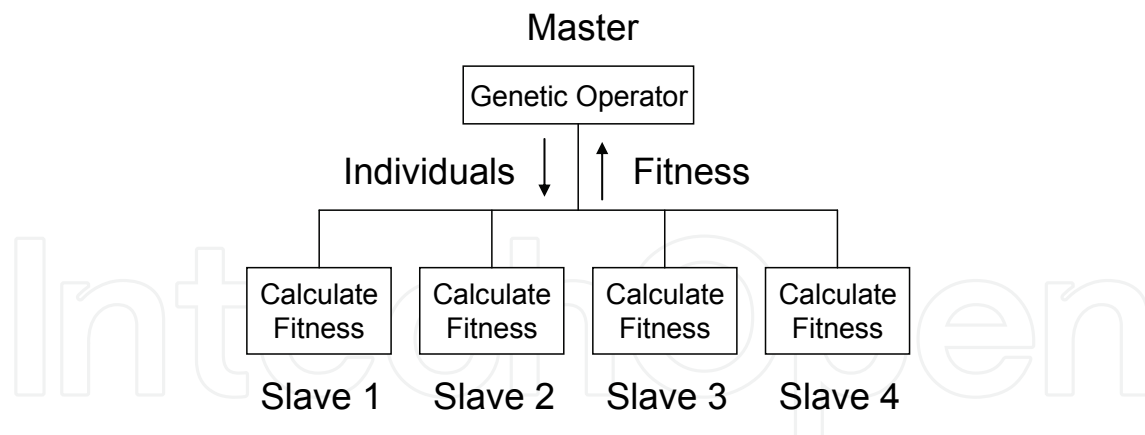 Master
Genetic Operator
Individuals
Fitness
Calculate
Fitness
Calculate
Fitness
Calculate
Fitness
Calculate
Fitness
Slave 1
Slave 2
Slave 3
Slave 4
IntechOpen